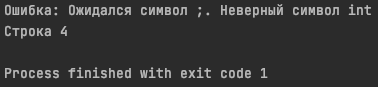 Ошибка: Ожидался символ ;. Неверный символ int
Строка 4
Process finished with exit code 1